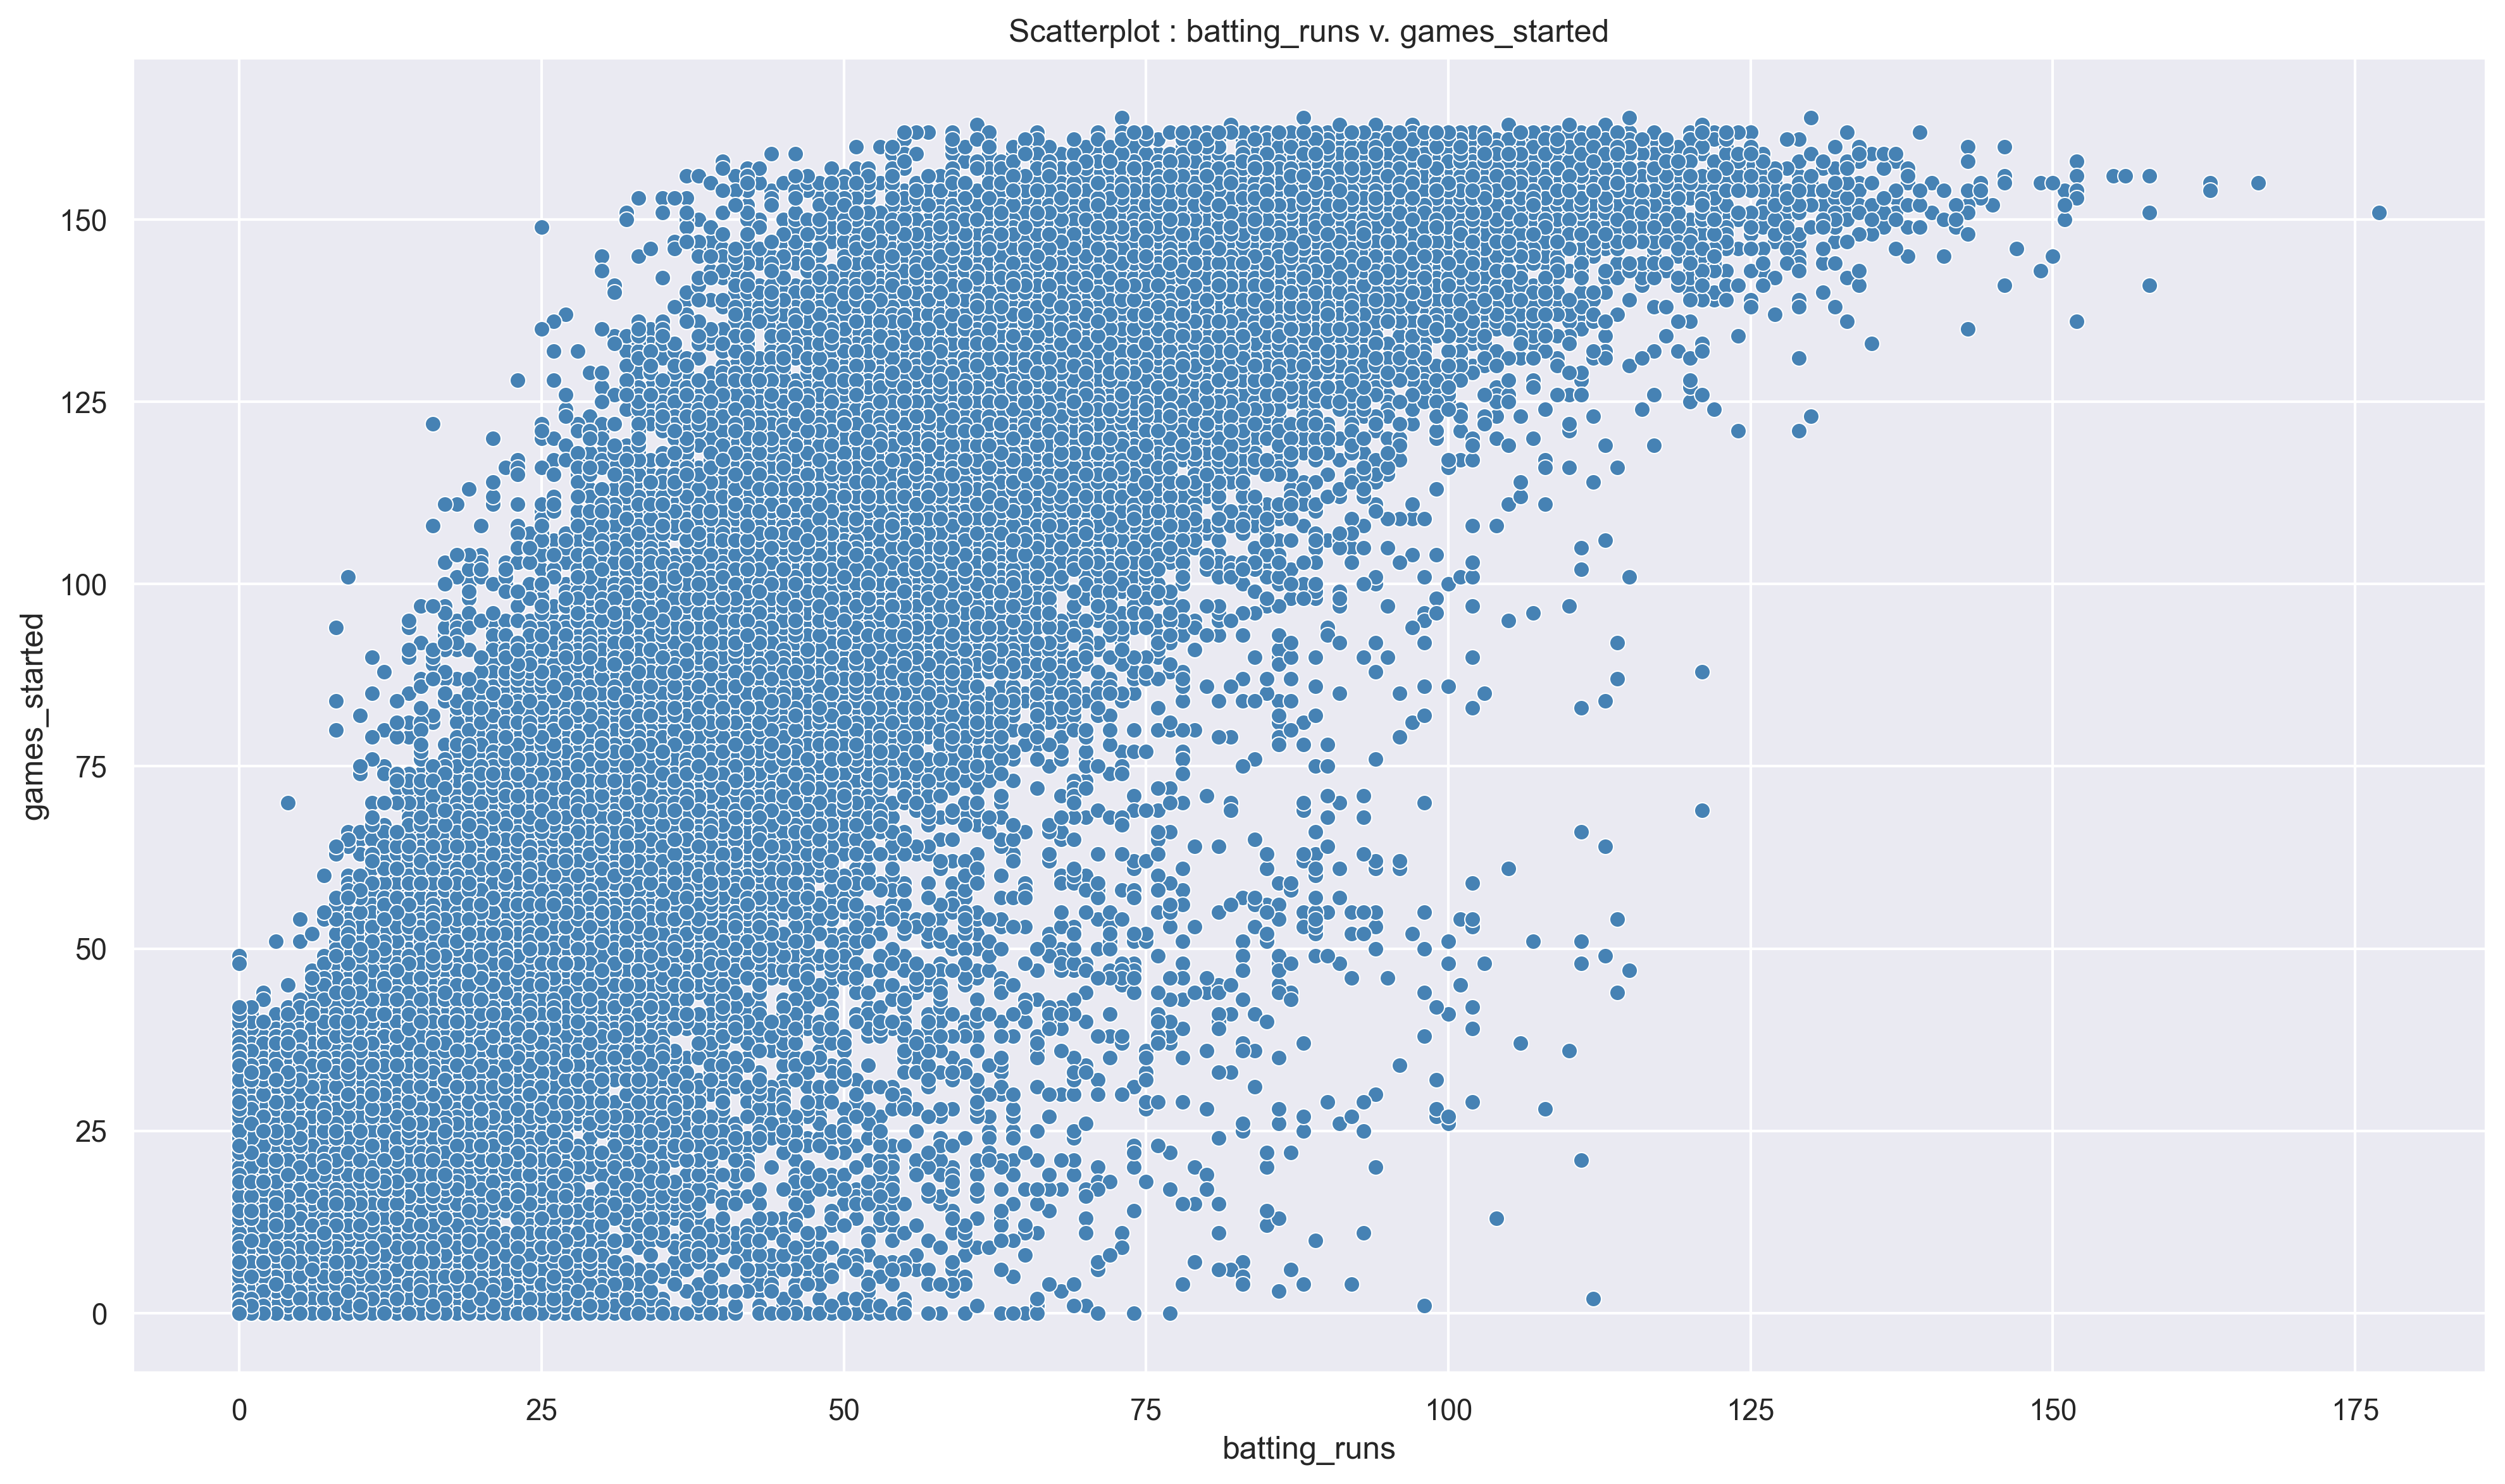 Scatterplot : batting_runs v. games_started
games_started
150
125
100
75
50
25
0
0 25 50 75 100 125 150 175
batting_runs